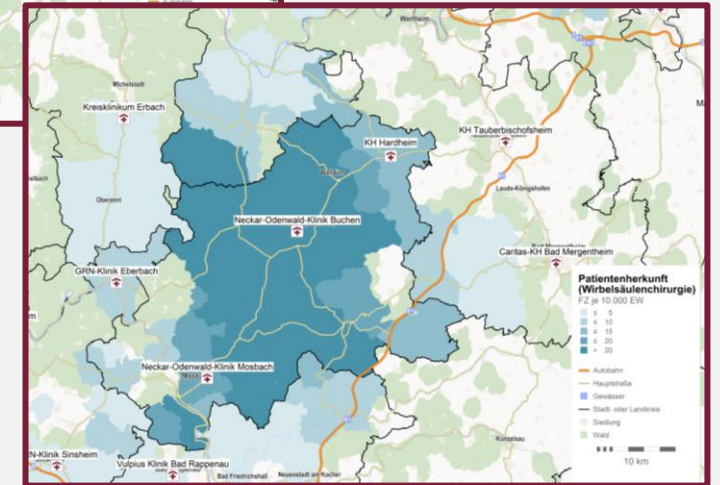 Wertheim
Michelstadt
Kreisklinikum Erbach
KH Tauberbischofsheim
KH Hardheim
Lauda-Königshofen
Oberzent
Neckar-Odenwald-Klinik Buchen
Caritas-KH Bad Mergentheim
GRN-Klinik Eberbach
Patientenherkunft
(Wirbelsäulenchirurgie)
FZ je 10.000 EW
≤ 5
≤ 10
≤ 15
≤ 20
> 20
Neckar-Odenwald-Klinik Mosbach
Autobahn
Hauptstraße
Gewässer
Stadt- oder Landkreis
Siedlung
Wald
10 km
Künzelsau
N-Klinik Sinsheim
Vulpius Klinik Bad Rappenau
Bad Friedrichshall
Neuenstadt am Kocher